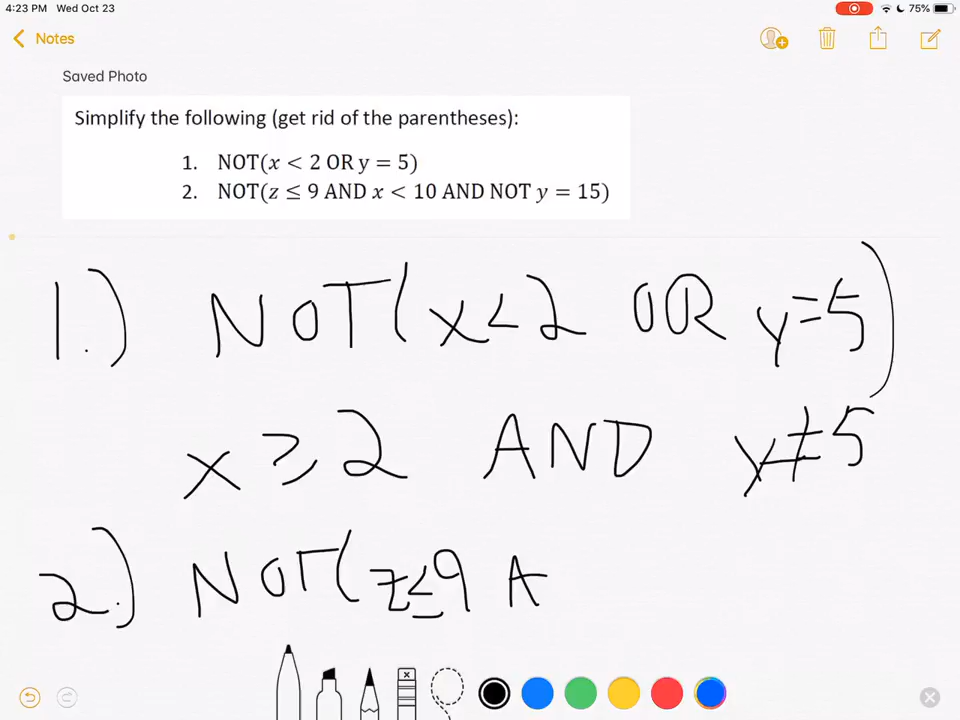 4:23 PM Wed Oct 23 75%
Notes
Saved Photo
Simplify the following (get rid of the parentheses):
1. NOT(x < 2 OR y = 5)
2. NOT(z ≤ 9 AND x < 10 AND NOT y = 15)
1.) NOT(x<2 OR y=5)
x≥2 AND y≠5
2.) NOT(z≤9 A